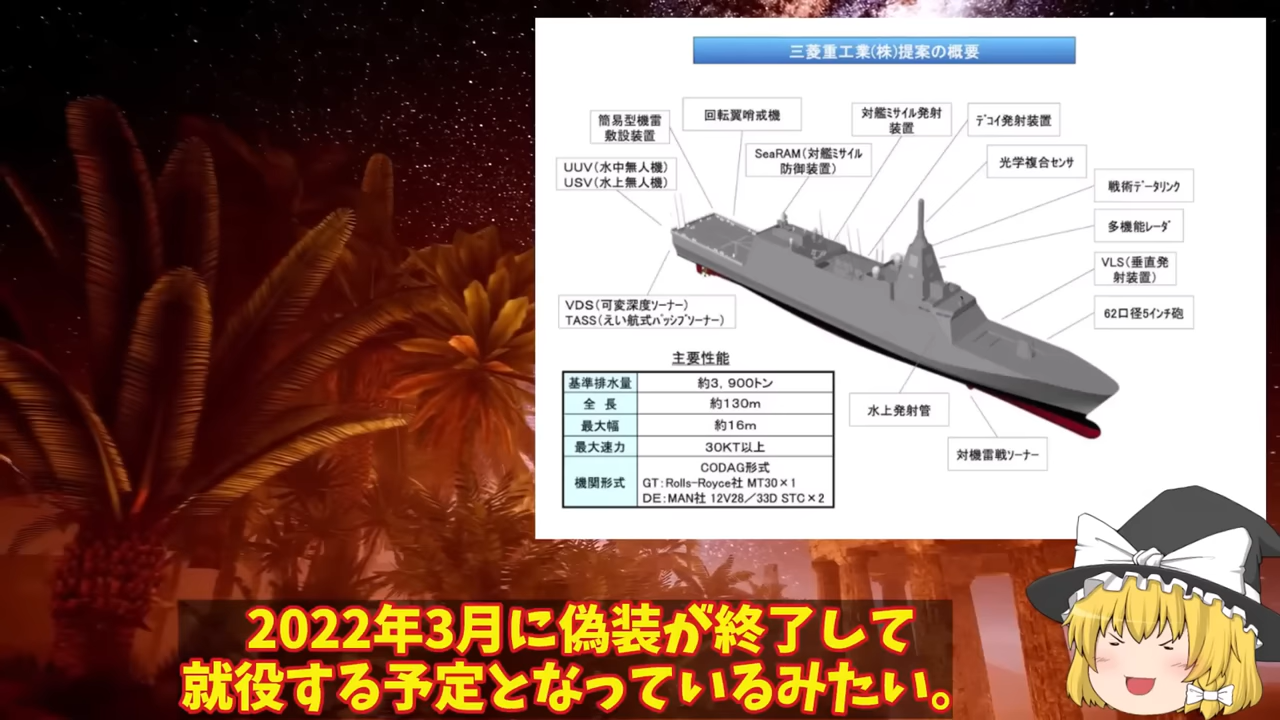 三菱重工業(株)提案の概要
簡易型機雷
敷設装置
回転翼哨戒機
対艦ﾐｻｲﾙ発射
装置
ﾃﾞｺｲ発射装置
UUV(水中無人機)
USV(水上無人機)
SeaRAM(対艦ﾐｻｲﾙ
防御装置)
光学複合ｾﾝｻ
戦術ﾃﾞｰﾀﾘﾝｸ
多機能ﾚｰﾀﾞ
VLS(垂直発
射装置)
62口径5ｲﾝﾁ砲
VDS(可変深度ｿｰﾅｰ)
TASS(えい航式ﾊﾟｯｼﾌﾞｿｰﾅｰ)
水上発射管
対機雷戦ｿｰﾅｰ
主要性能
基準排水量 約3，900トン
全 長 約130m
最大幅 約16m
最大速力 30KT以上
機関形式 CODAG形式
GT：Rolls-Royce社 MT30×1
DE：MAN社 12V28／33D STC×2
2022年3月に偽装が終了して
就役する予定となっているみたい。